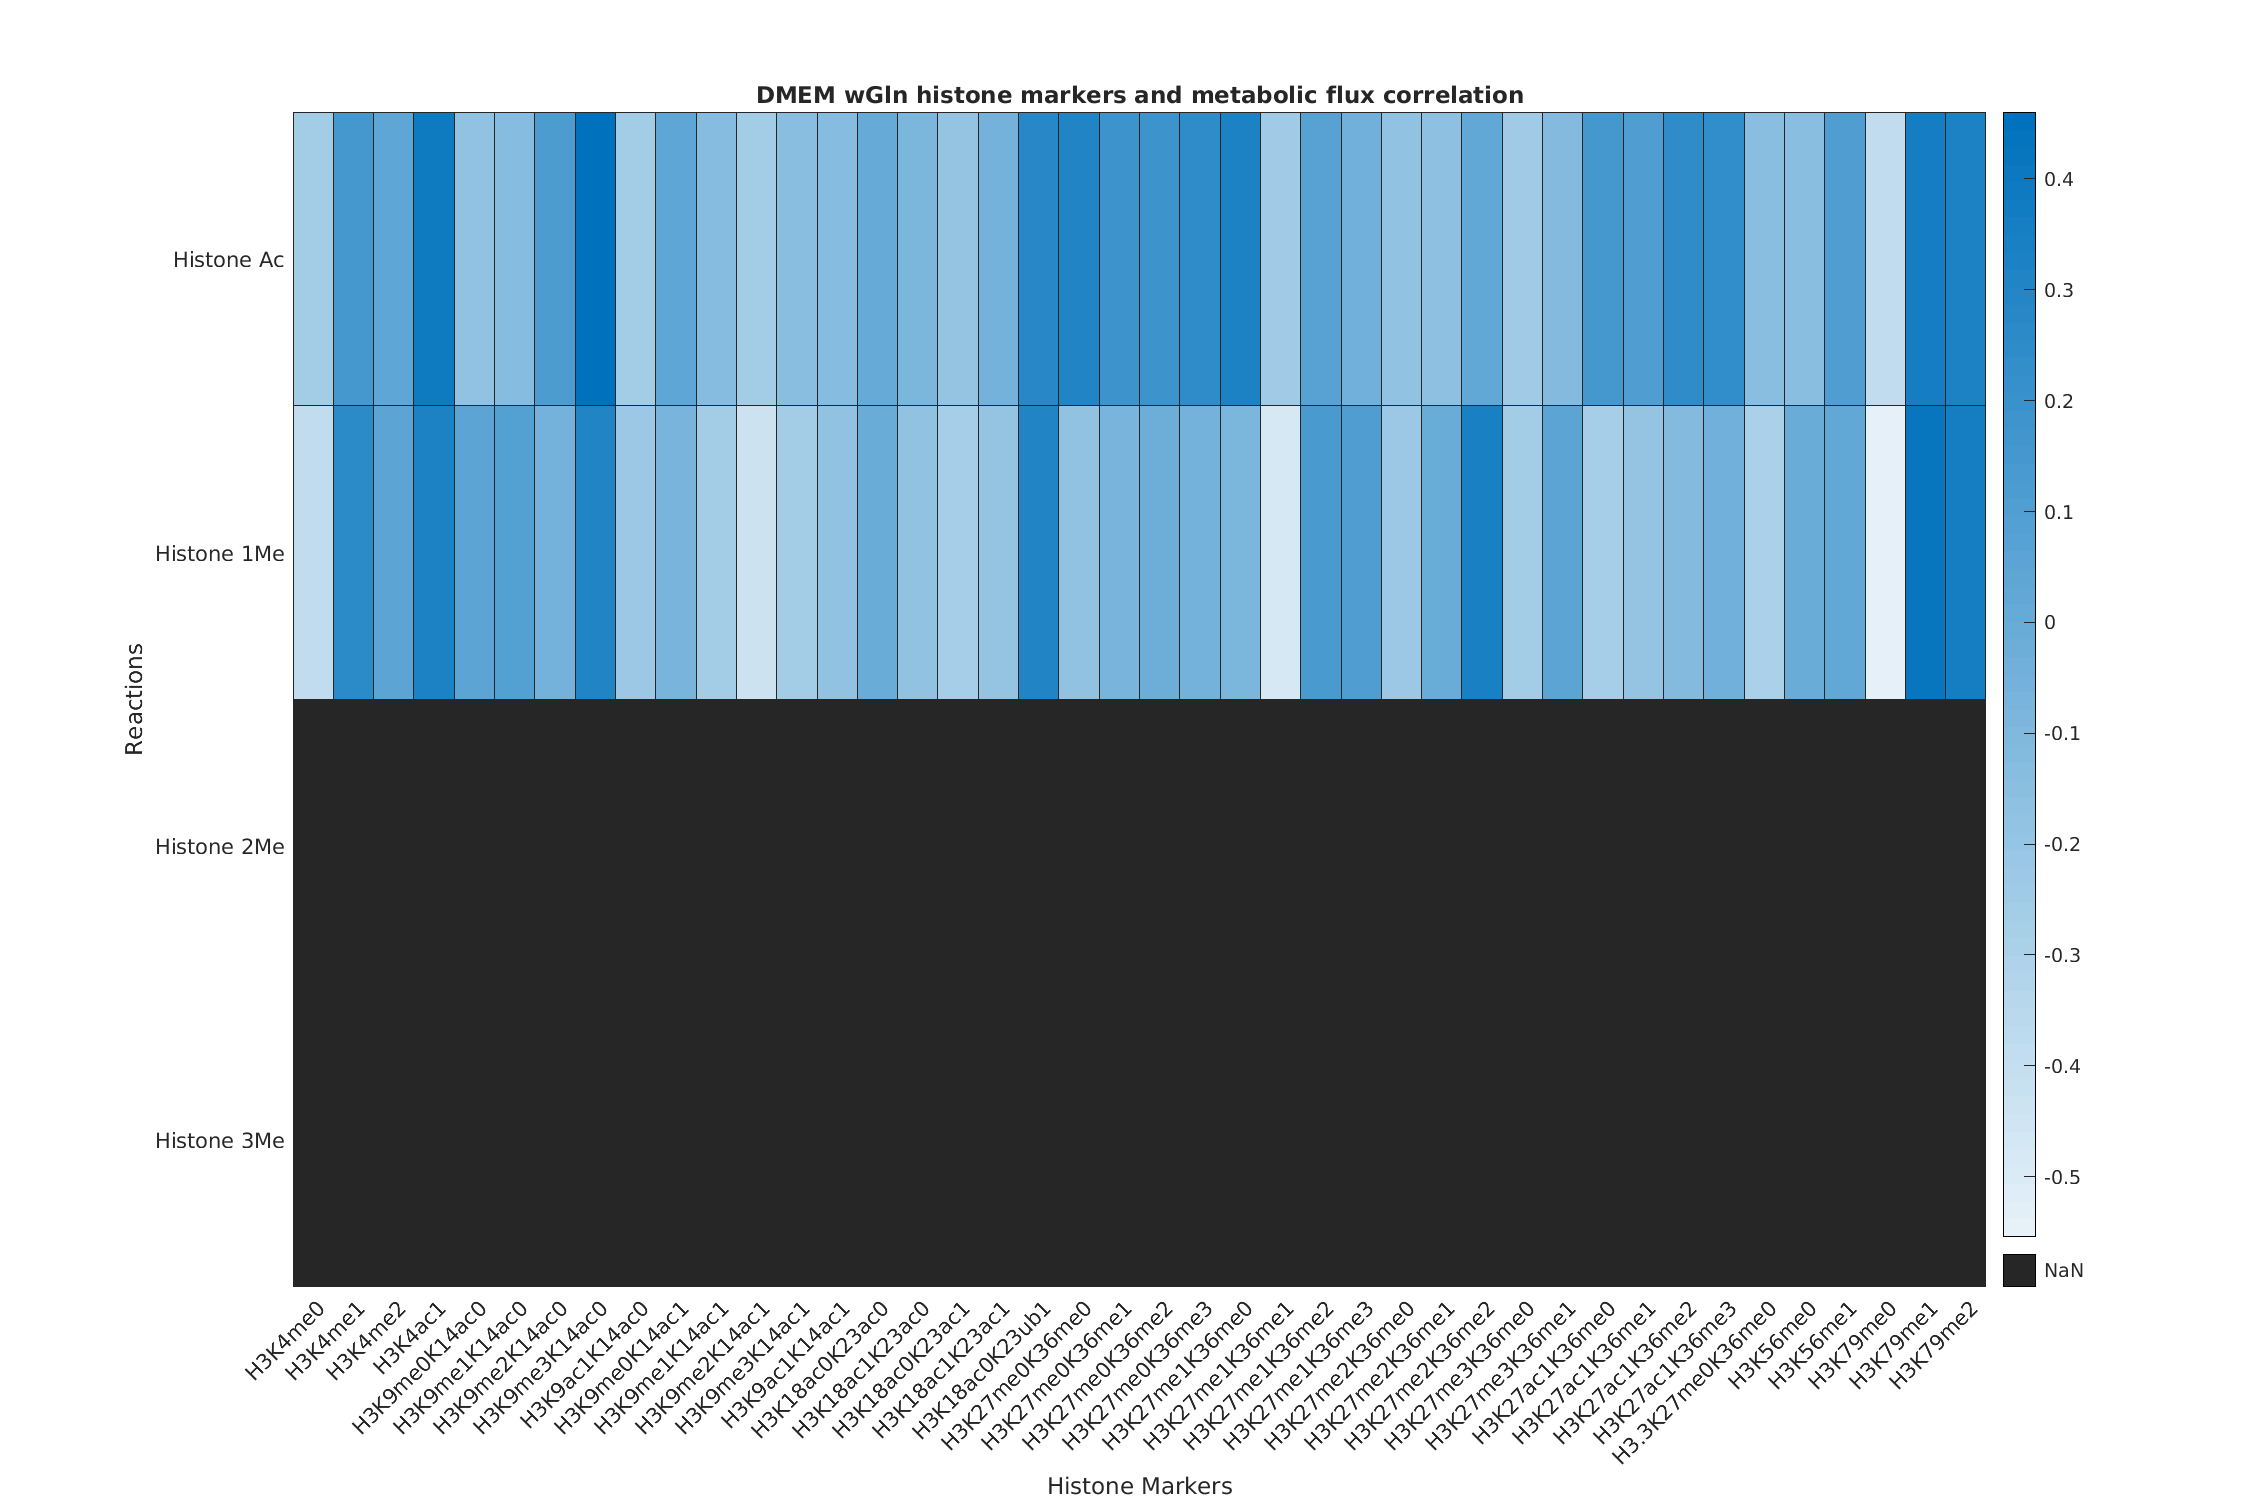 DMEM wGln histone markers and metabolic flux correlation
Reactions
Histone Ac
Histone 1Me
Histone 2Me
Histone 3Me
0.4
0.3
0.2
0.1
0
-0.1
-0.2
-0.3
-0.4
-0.5
NaN
H3K4me0
H3K4me1
H3K4me2
H3K4ac1
H3K9me0K14ac0
H3K9me1K14ac0
H3K9me2K14ac0
H3K9me3K14ac0
H3K9ac1K14ac0
H3K9me0K14ac1
H3K9me1K14ac1
H3K9me2K14ac1
H3K9me3K14ac1
H3K9ac1K14ac1
H3K18ac0K23ac0
H3K18ac1K23ac0
H3K18ac0K23ac1
H3K18ac1K23ac1
H3K18ac0K23ub1
H3K27me0K36me0
H3K27me0K36me1
H3K27me0K36me2
H3K27me0K36me3
H3K27me1K36me0
H3K27me1K36me1
H3K27me1K36me2
H3K27me1K36me3
H3K27me2K36me0
H3K27me2K36me1
H3K27me2K36me2
H3K27me3K36me0
H3K27me3K36me1
H3K27ac1K36me0
H3K27ac1K36me1
H3K27ac1K36me2
H3K27ac1K36me3
H3.3K27me0K36me0
H3K56me0
H3K56me1
H3K79me0
H3K79me1
H3K79me2
Histone Markers